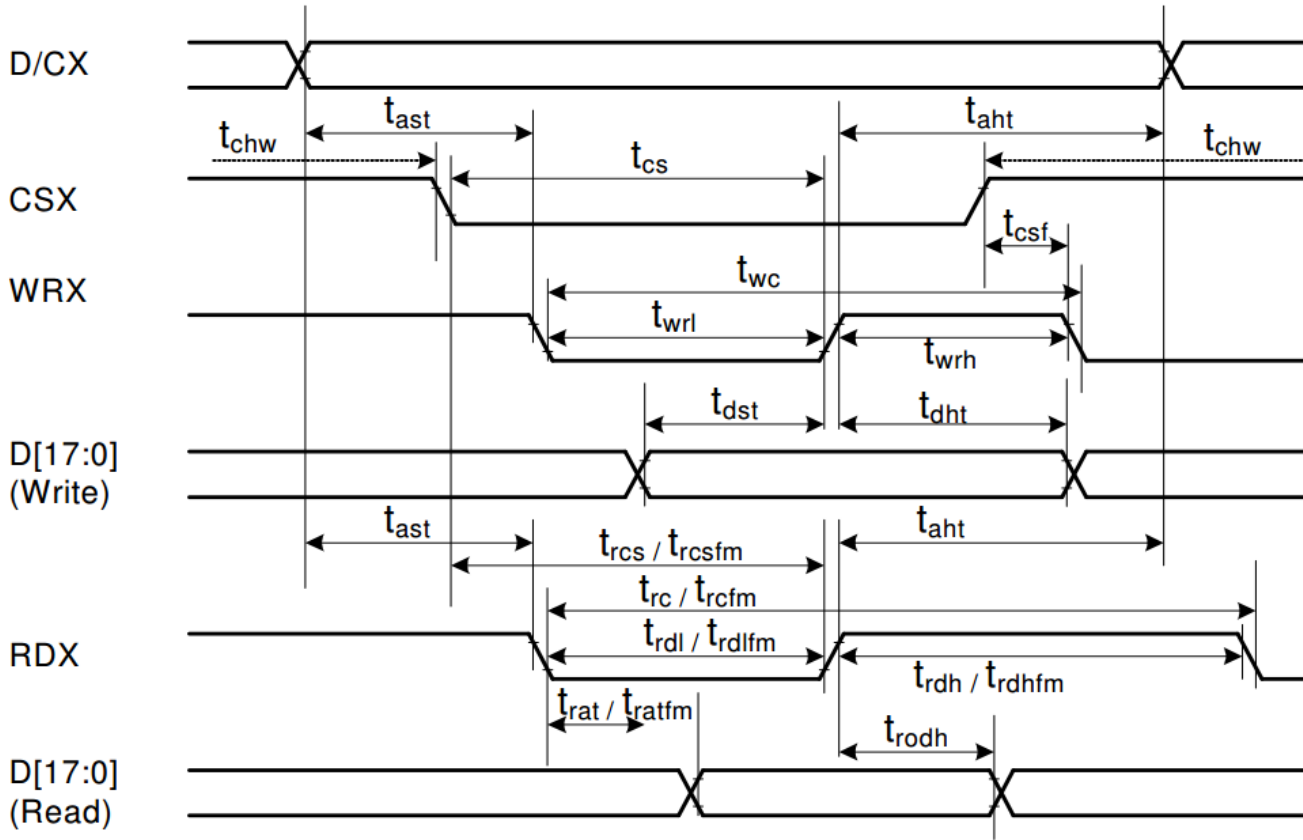 D/CX
tast
taht
tchw
tchw
tcs
CSX
tcsf
WRX
twc
twrl
twrh
tdst
tdht
D[17:0]
(Write)
tast
trcs / trcsfm
taht
trc / trcfm
RDX
trdl / trdlfm
trdh / trdhfm
trat / tratfm
trodh
D[17:0]
(Read)